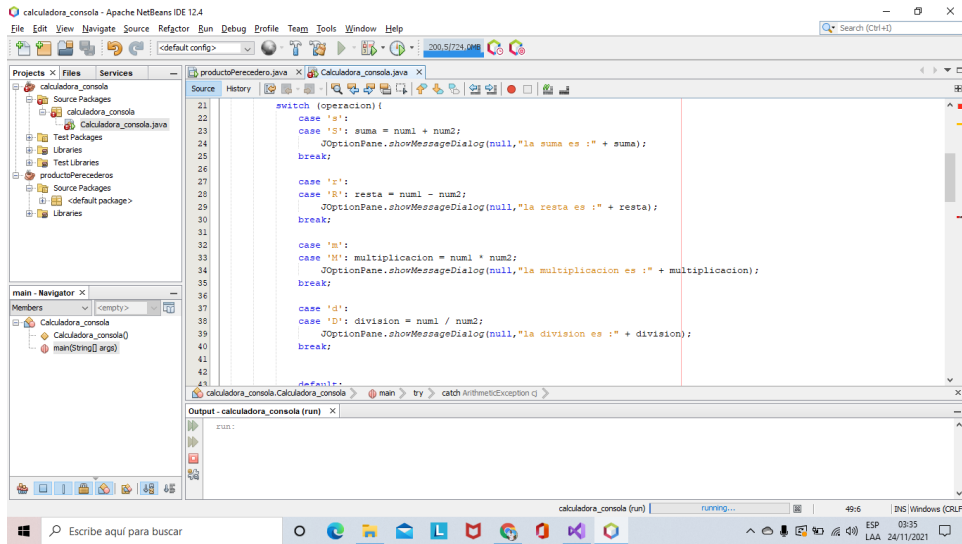 calculadora_consola - Apache NetBeans IDE 12.4
File Edit View Navigate Source Refactor Run Debug Profile Team Tools Window Help
Search (Ctrl+I)
<default config>
200,5/724,0MB
Projects Files Services
productoPerecedero.java Calculadora_consola.java
calculadora_consola
Source Packages
calculadora_consola
Calculadora_consola.java
Test Packages
Libraries
Test Libraries
productoPerecederos
Source Packages
<default package>
Libraries
Source History
21 switch (operacion){
22 case 's':
23 case 'S': suma = num1 + num2;
24 JOptionPane.showMessageDialog(null,"la suma es :" + suma);
25 break;
26
27 case 'r':
28 case 'R': resta = num1 - num2;
29 JOptionPane.showMessageDialog(null,"la resta es :" + resta);
30 break;
31
32 case 'm':
33 case 'M': multiplicacion = num1 * num2;
34 JOptionPane.showMessageDialog(null,"la multiplicacion es :" + multiplicacion);
35 break;
36
37 case 'd':
38 case 'D': division = num1 / num2;
39 JOptionPane.showMessageDialog(null,"la division es :" + division);
40 break;
41
42
43 default:
main - Navigator
Members <empty>
Calculadora_consola
Calculadora_consola()
main(String[] args)
calculadora_consola.Calculadora_consola main try catch ArithmeticException cj
Output - calculadora_consola (run)
run:
calculadora_consola (run) running... 49:6 INS Windows (CRLF
Escribe aquí para buscar
ESP 03:35
LAA 24/11/2021